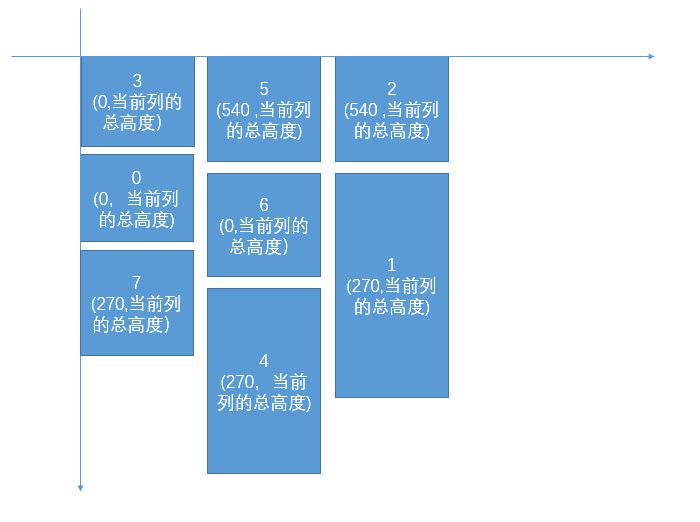 3
(0,当前列的
总高度）
0
(0， 当前列
的总高度)
7
(270,当前列
的总高度）
5
(540 ,当前列
的总高度)
6
(0,当前列的
总高度）
4
(270， 当前
列的总高度)
2
(540 ,当前列
的总高度)
1
(270,当前列
的总高度)